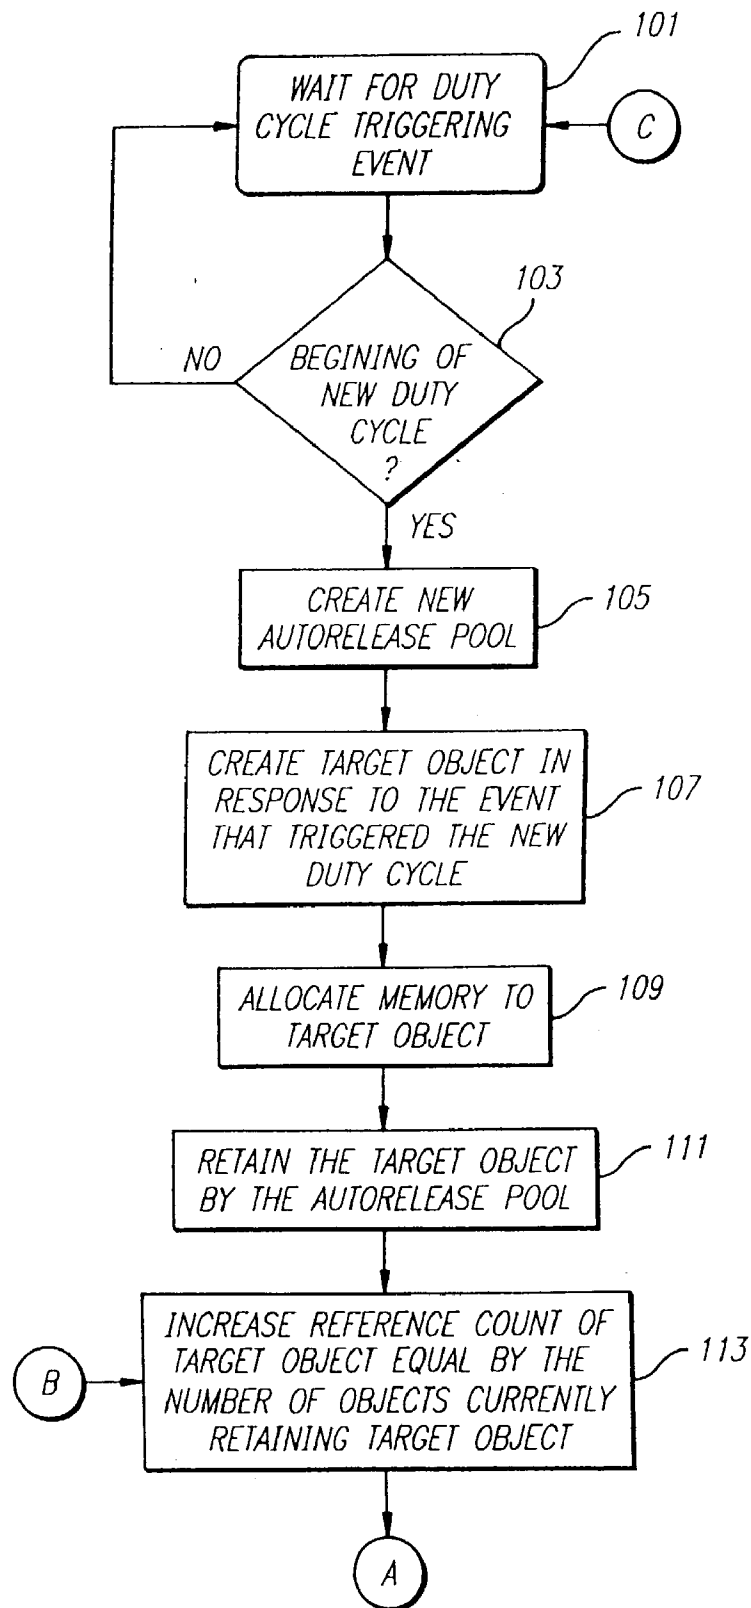 101
WAIT FOR DUTY
CYCLE TRIGGERING
EVENT
C
103
NO
BEGINING OF
NEW DUTY
CYCLE
?
YES
CREATE NEW
AUTORELEASE POOL
105
CREATE TARGET OBJECT IN
RESPONSE TO THE EVENT
THAT TRIGGERED THE NEW
DUTY CYCLE
107
ALLOCATE MEMORY TO
TARGET OBJECT
109
RETAIN THE TARGET OBJECT
BY THE AUTORELEASE POOL
111
INCREASE REFERENCE COUNT OF
TARGET OBJECT EQUAL BY THE
NUMBER OF OBJECTS CURRENTLY
RETAINING TARGET OBJECT
113
B
A